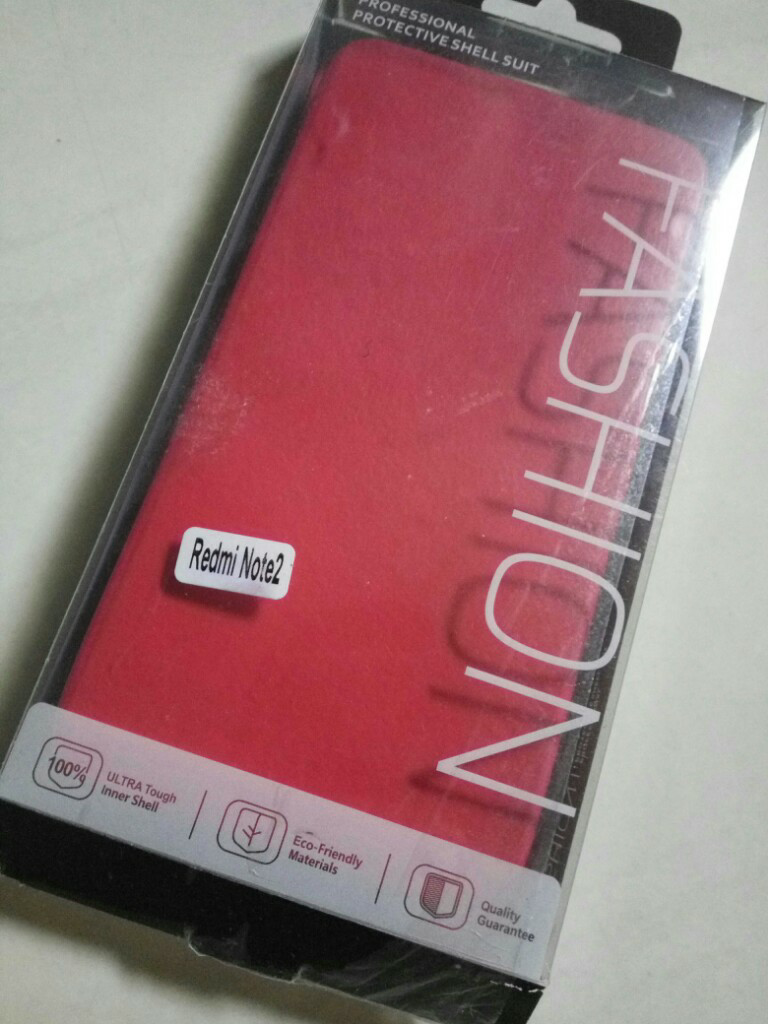 PROFESSIONAL
PROTECTIVE SHELL SUIT
FASHION
Redmi Note2
100%
ULTRA Tough
Inner Shell
Eco-Friendly
Materials
Quality
Guarantee